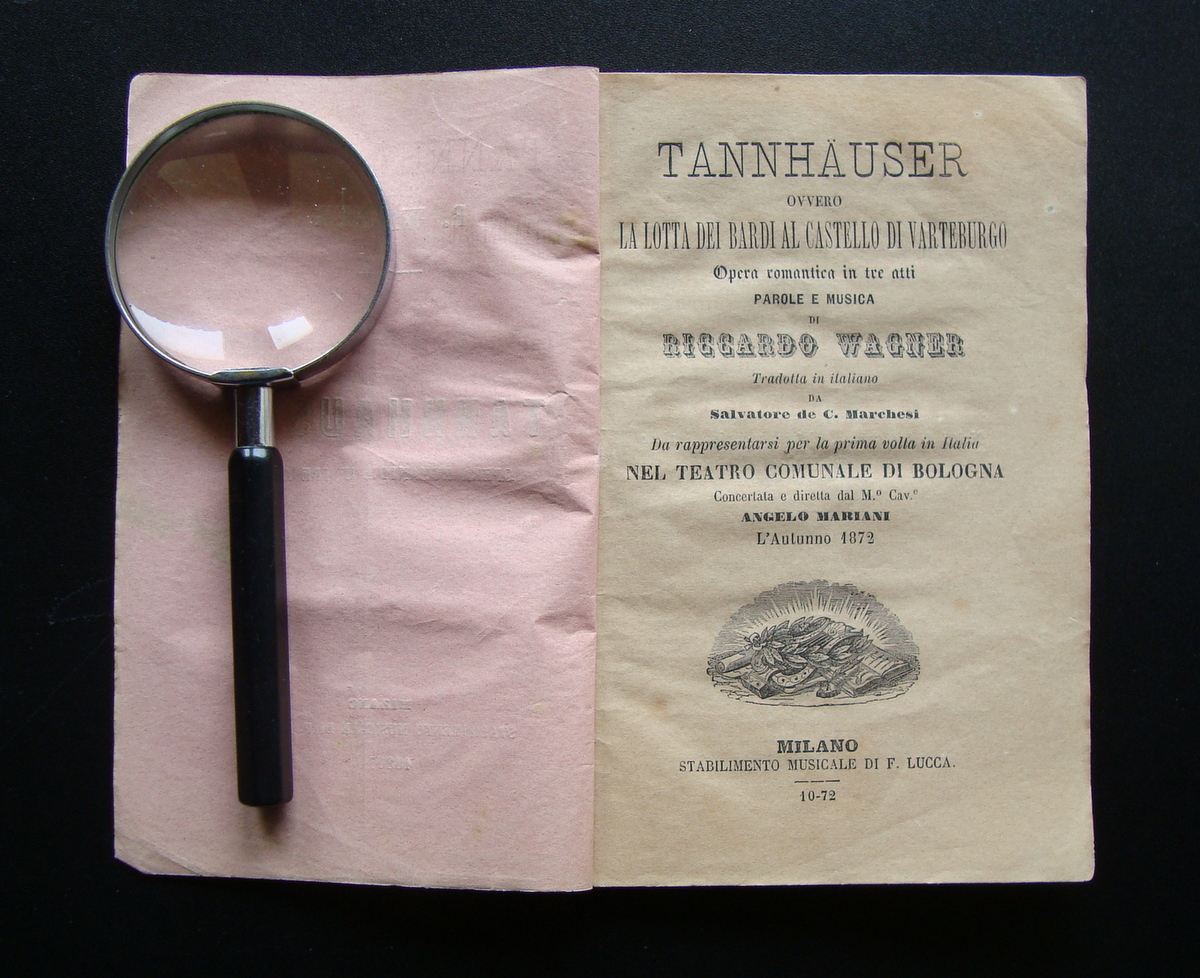 TANNHÄUSER
OVVERO
LA LOTTA DEI BARDI AL CASTELLO DI VARTEBURGO
Opera romantica in tre atti
PAROLE E MUSICA
DI
RICCARDO WAGNER
Tradotta in italiano
DA
Salvatore de C. Marchesi
Da rappresentarsi per la prima volta in Italia
NEL TEATRO COMUNALE DI BOLOGNA
Concertata e diretta dal M.º Cav.º
ANGELO MARIANI
L'Autunno 1872
MILANO
STABILIMENTO MUSICALE DI F. LUCCA.
10-72